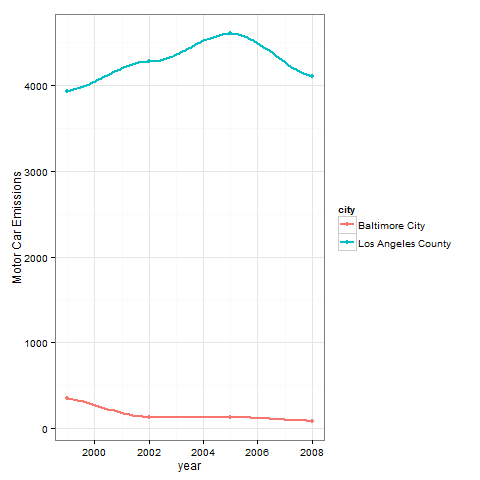 4000
3000
2000
1000
0
Motor Car Emissions
2000 2002 2004 2006 2008
year
city
Baltimore City
Los Angeles County